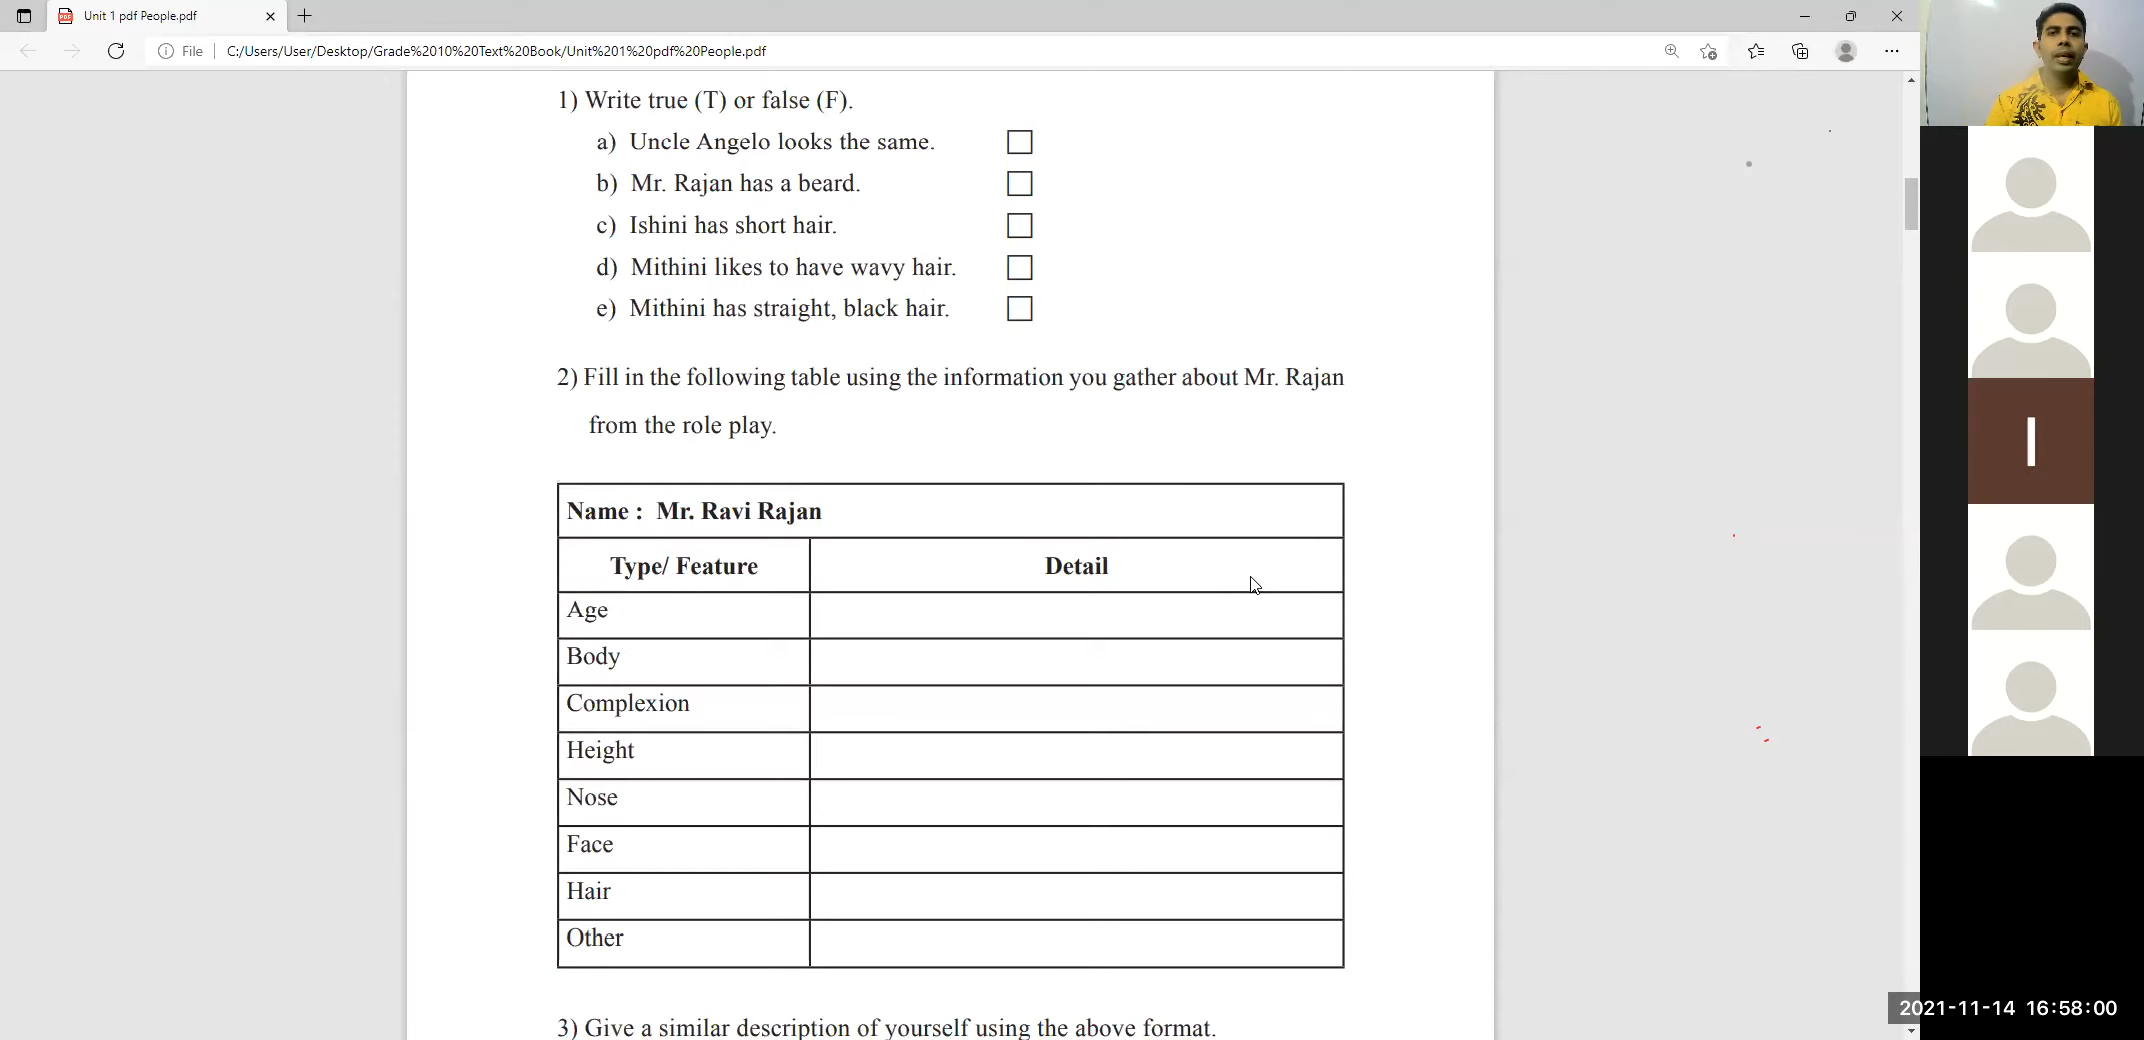 Unit 1 pdf People.pdf
File
C:/Users/User/Desktop/Grade%2010%20Text%20Book/Unit%201%20pdf%20People.pdf
1) Write true (T) or false (F).
a) Uncle Angelo looks the same.
b) Mr. Rajan has a beard.
c) Ishini has short hair.
d) Mithini likes to have wavy hair.
e) Mithini has straight, black hair.
2) Fill in the following table using the information you gather about Mr. Rajan
from the role play.
Name : Mr. Ravi Rajan
Type/ Feature Detail
Age
Body
Complexion
Height
Nose
Face
Hair
Other
3) Give a similar description of yourself using the above format.
I
2021-11-14 16:58:00